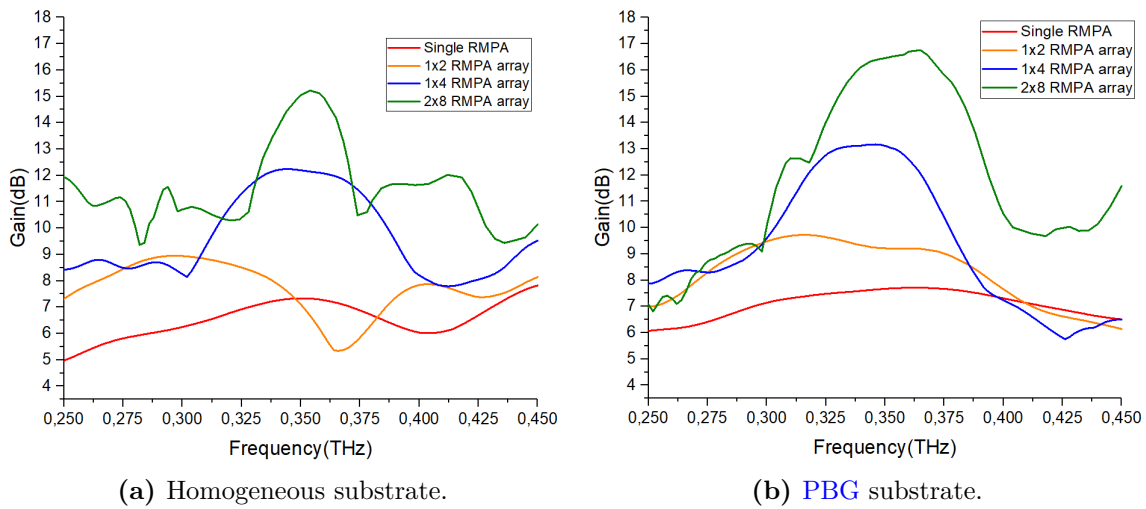 18
17
16
15
14
13
12
11
10
9
8
7
6
5
4
Gain(dB)
Single RMPA
1x2 RMPA array
1x4 RMPA array
2x8 RMPA array
0,250 0,275 0,300 0,325 0,350 0,375 0,400 0,425 0,450
Frequency(THz)
(a) Homogeneous substrate.
18
17
16
15
14
13
12
11
10
9
8
7
6
5
4
Gain(dB)
Single RMPA
1x2 RMPA array
1x4 RMPA array
2x8 RMPA array
0,250 0,275 0,300 0,325 0,350 0,375 0,400 0,425 0,450
Frequency(THz)
(b) PBG substrate.